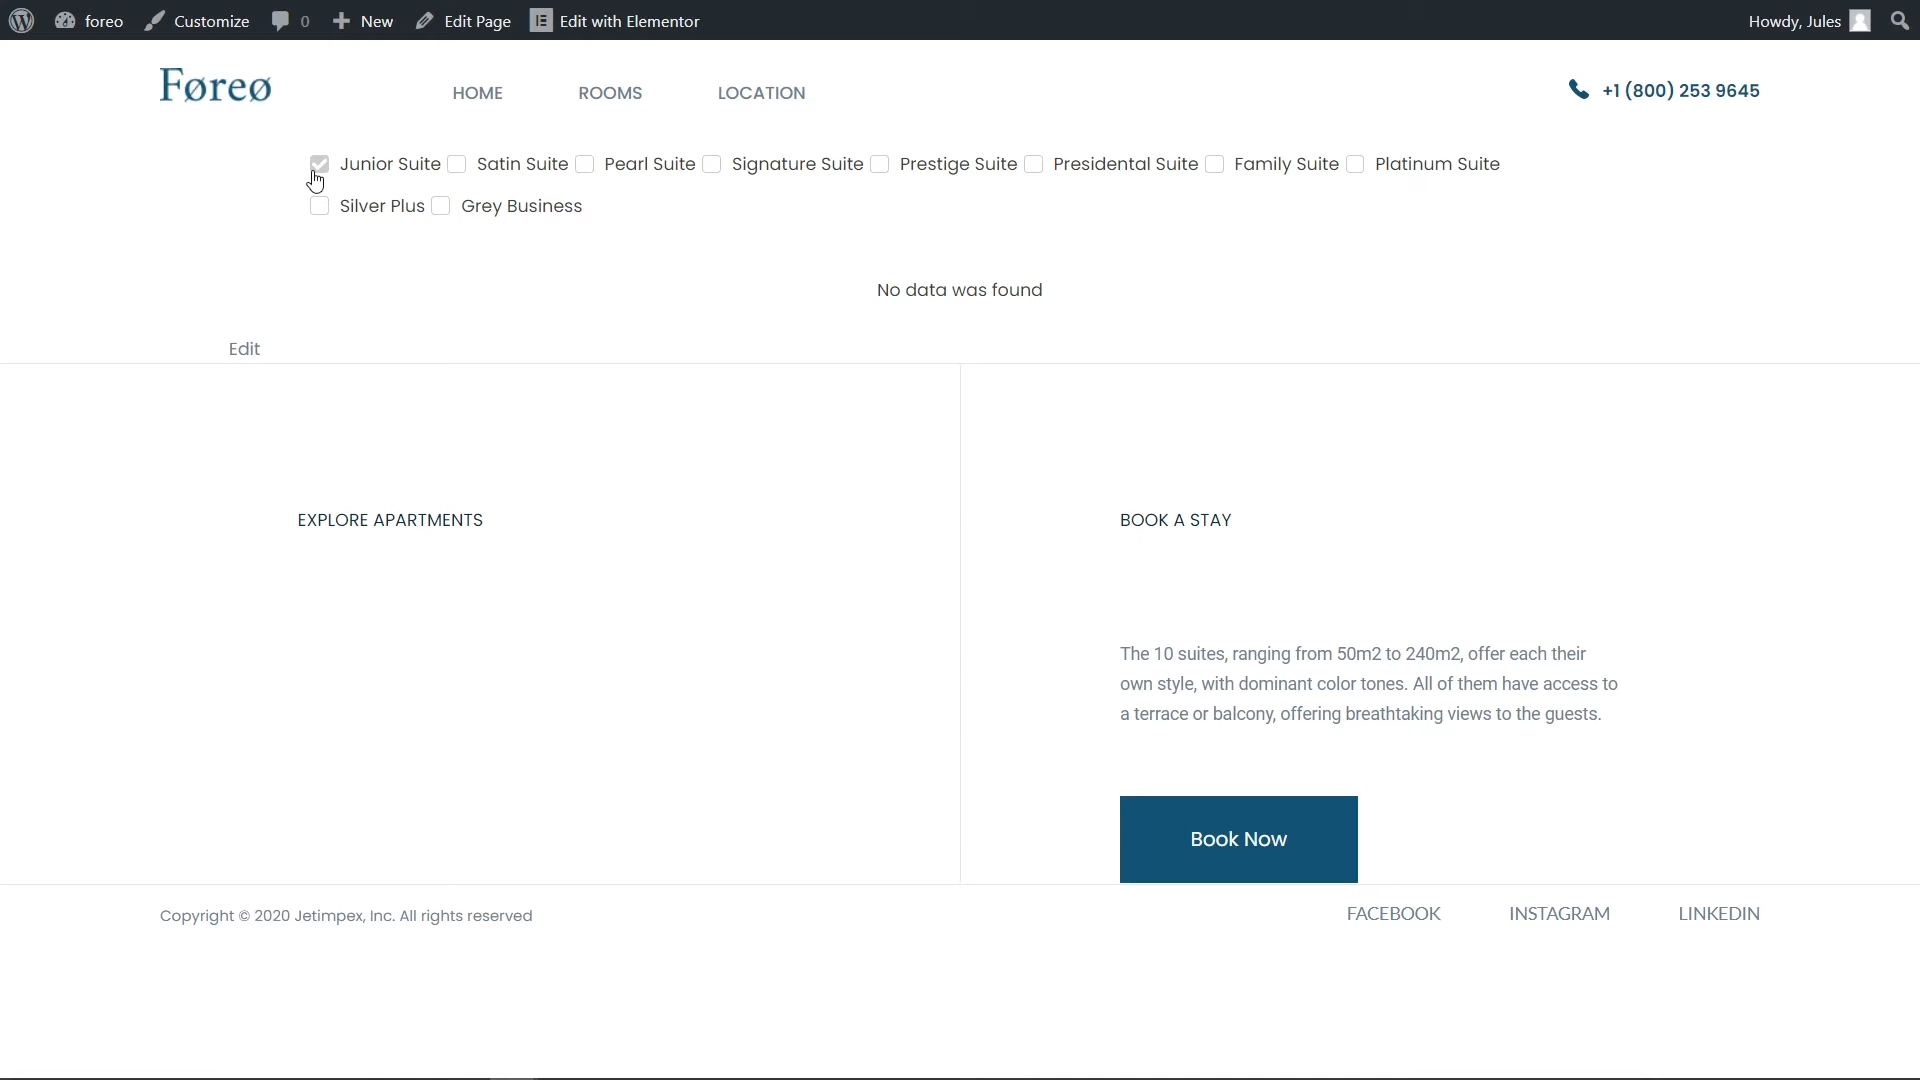 foreo Customize 0 New Edit Page Edit with Elementor Howdy, Jules
Føreø HOME ROOMS LOCATION +1 (800) 253 9645
Junior Suite Satin Suite Pearl Suite Signature Suite Prestige Suite Presidental Suite Family Suite Platinum Suite
Silver Plus Grey Business
No data was found
Edit
EXPLORE APARTMENTS
BOOK A STAY
The 10 suites, ranging from 50m2 to 240m2, offer each their
own style, with dominant color tones. All of them have access to
a terrace or balcony, offering breathtaking views to the guests.
Book Now
Copyright © 2020 Jetimpex, Inc. All rights reserved FACEBOOK INSTAGRAM LINKEDIN